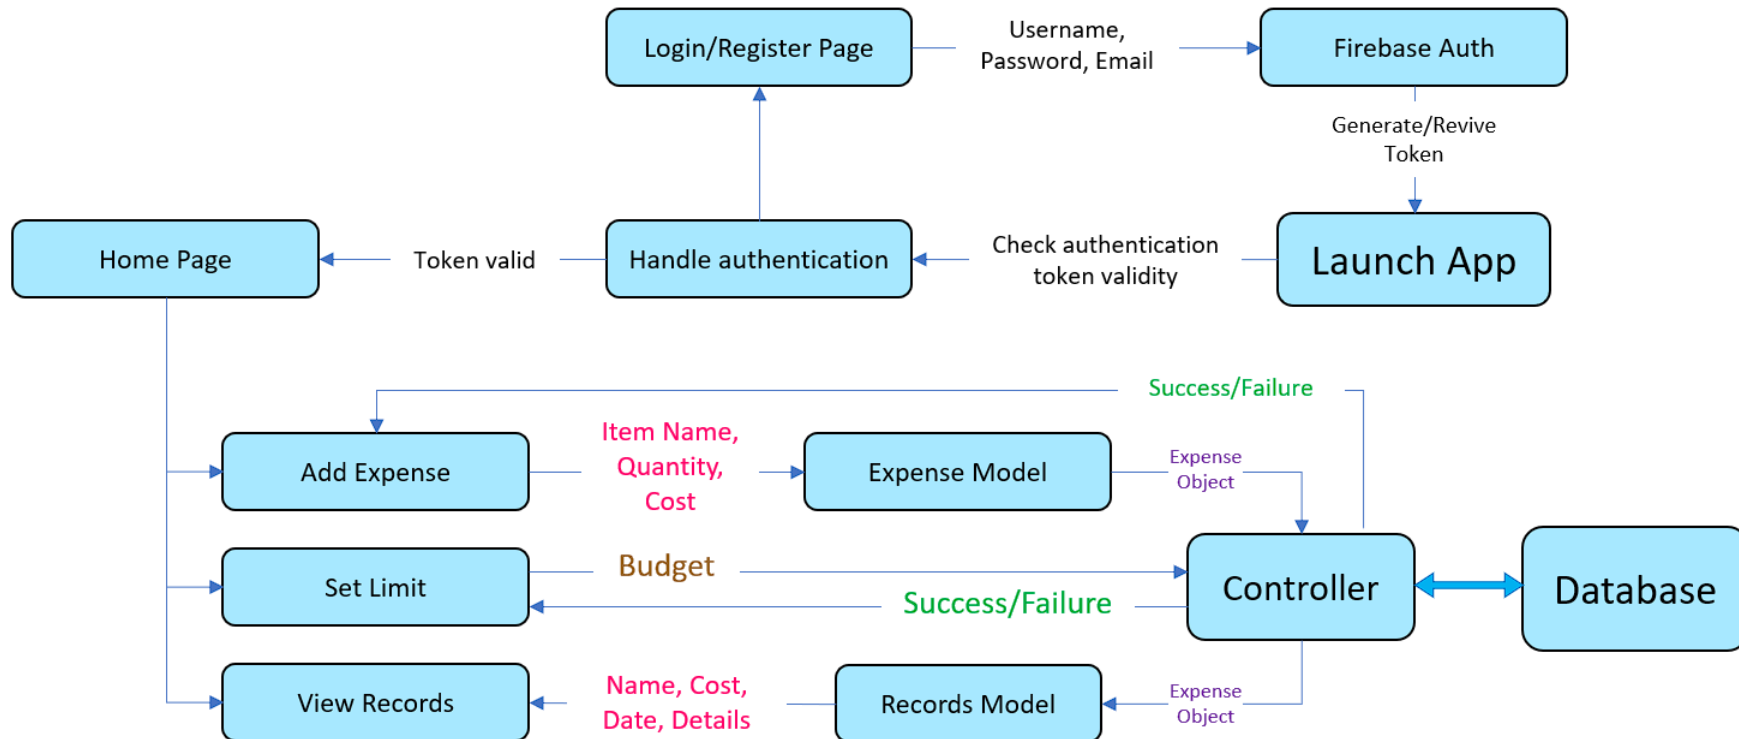 Login/Register Page
Username,
Password, Email
Firebase Auth
Generate/Revive
Token
Home Page
Token valid
Handle authentication
Check authentication
token validity
Launch App
Success/Failure
Add Expense
Item Name,
Quantity,
Cost
Expense Model
Expense
Object
Set Limit
Budget
Success/Failure
Controller
Database
View Records
Name, Cost,
Date, Details
Records Model
Expense
Object